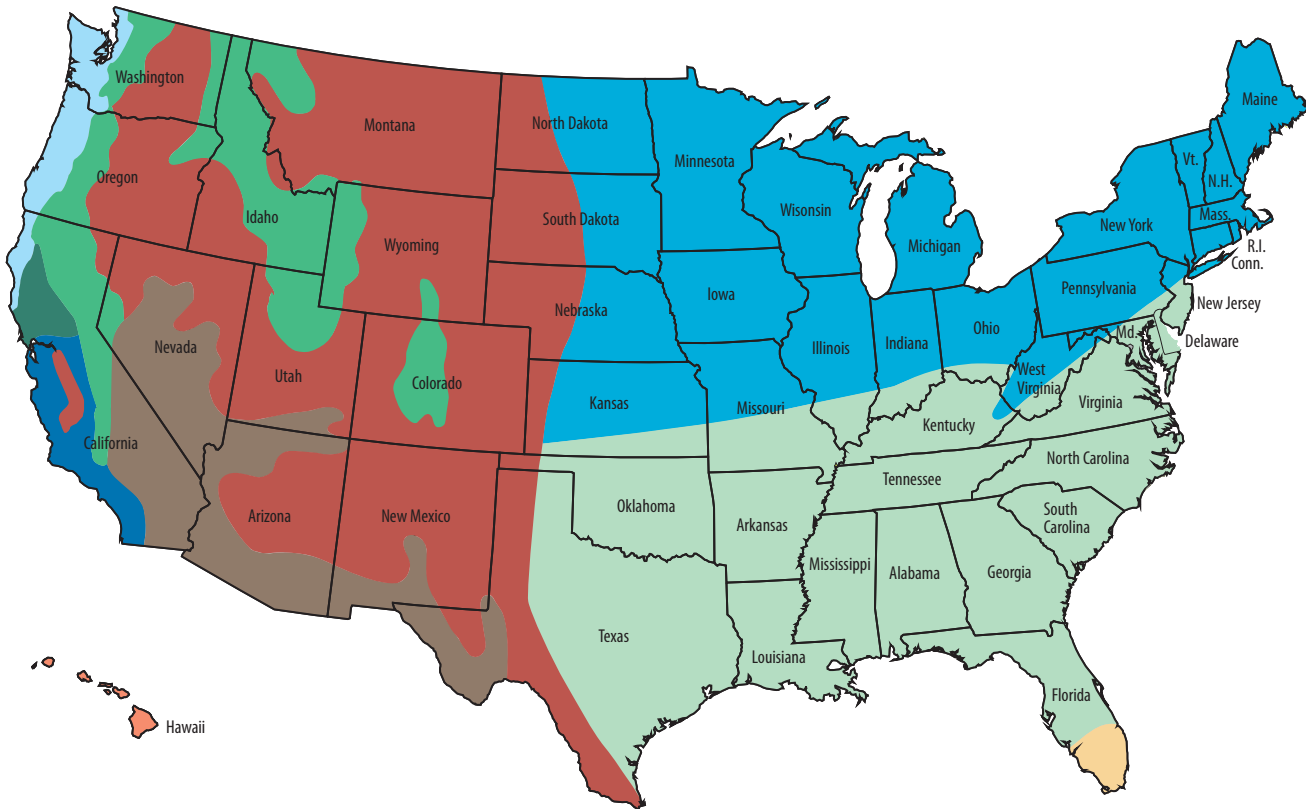 Washington
Montana
North Dakota
Minnesota
Maine
Oregon
Idaho
Wyoming
South Dakota
Wisonsin
Michigan
Vt.
N.H.
New York
Mass.
R.I.
Conn.
Nebraska
Iowa
Illinois
Indiana
Ohio
Pennsylvania
New Jersey
Md.
Delaware
Nevada
Utah
Colorado
Kansas
Missouri
West
Virginia
Virginia
Kentucky
California
Arizona
New Mexico
Oklahoma
Arkansas
Tennessee
North Carolina
South
Carolina
Mississippi
Alabama
Georgia
Texas
Louisiana
Florida
Hawaii